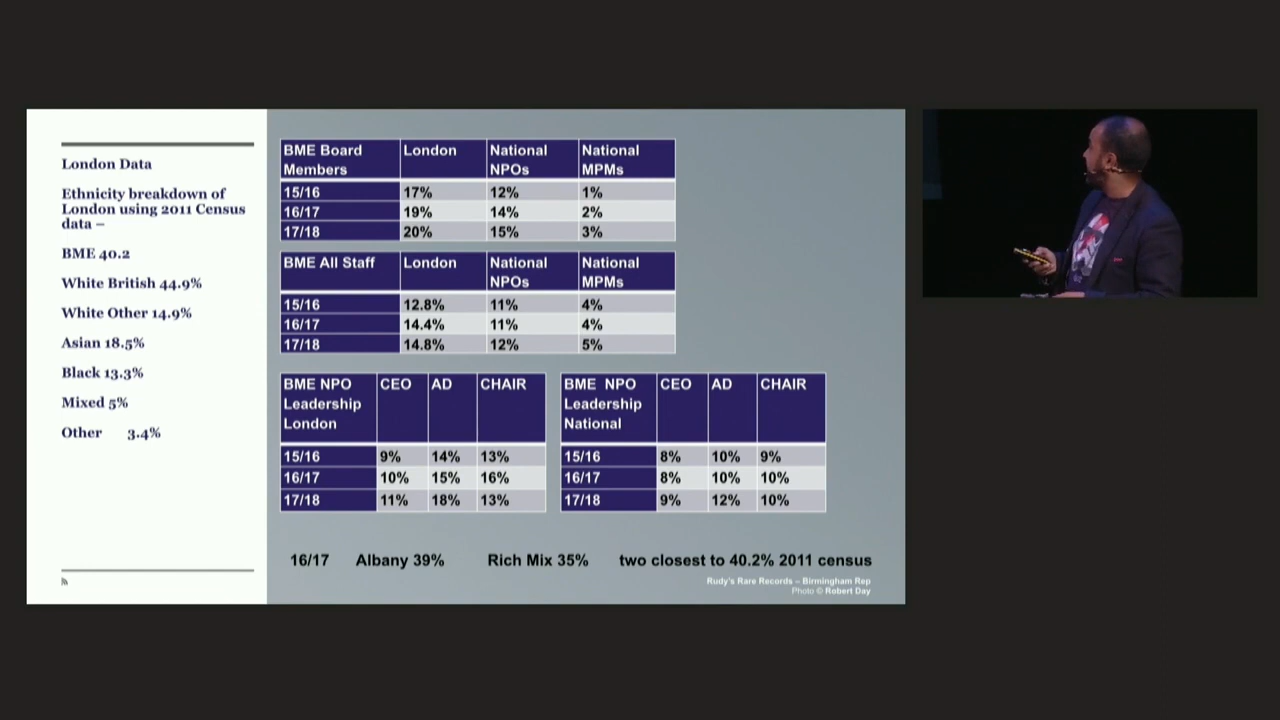 London Data
Ethnicity breakdown of
London using 2011 Census
data –
BME 40.2
White British 44.9%
White Other 14.9%
Asian 18.5%
Black 13.3%
Mixed 5%
Other 3.4%
BME Board Members London National NPOs National MPMs
15/16 17% 12% 1%
16/17 19% 14% 2%
17/18 20% 15% 3%
BME All Staff London National NPOs National MPMs
15/16 12.8% 11% 4%
16/17 14.4% 11% 4%
17/18 14.8% 12% 5%
BME NPO Leadership London CEO AD CHAIR
15/16 9% 14% 13%
16/17 10% 15% 16%
17/18 11% 18% 13%
BME NPO Leadership National CEO AD CHAIR
15/16 8% 10% 9%
16/17 8% 10% 10%
17/18 9% 12% 10%
16/17 Albany 39% Rich Mix 35% two closest to 40.2% 2011 census
Rudy's Rare Records – Birmingham Rep
Photo © Robert Day